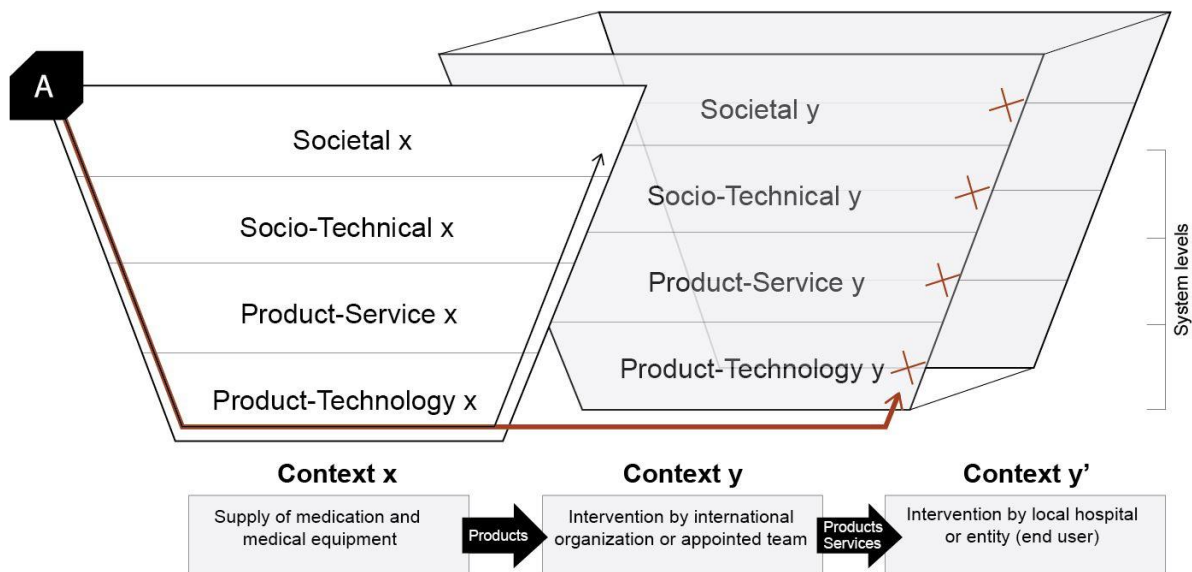 A
Societal x
Socio-Technical x
Product-Service x
Product-Technology x
Societal y
Socio-Technical y
Product-Service y
Product-Technology y
System levels
Context x
Supply of medication and
medical equipment
Products
Context y
Intervention by international
organization or appointed team
Products
Services
Context y’
Intervention by local hospital
or entity (end user)